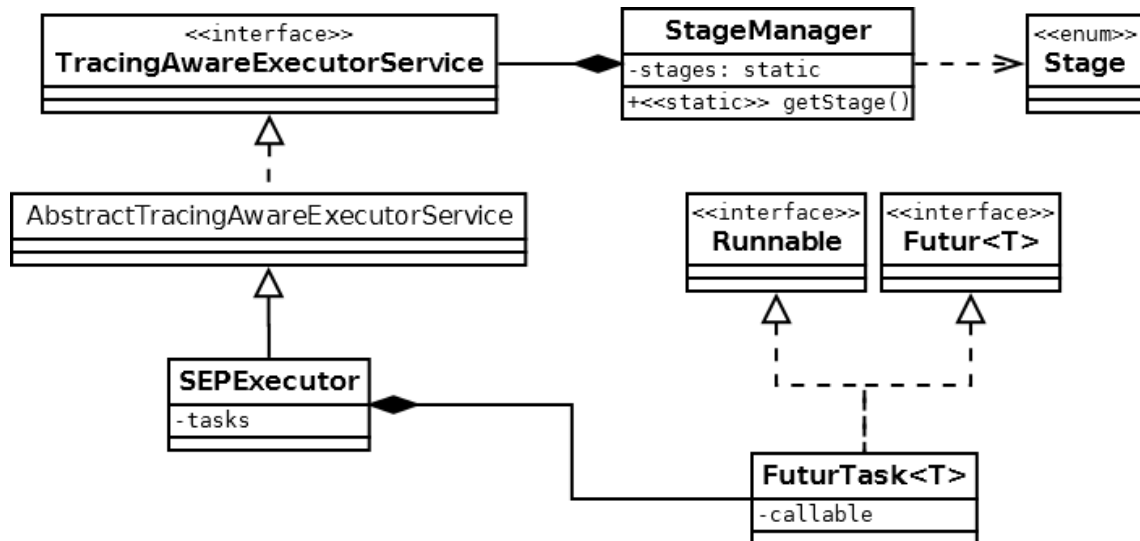 <<interface>>
TracingAwareExecutorService
StageManager
-stages: static
+<<static>> getStage()
<<enum>>
Stage
AbstractTracingAwareExecutorService
<<interface>>
Runnable
<<interface>>
Futur<T>
SEPExecutor
-tasks
FuturTask<T>
-callable